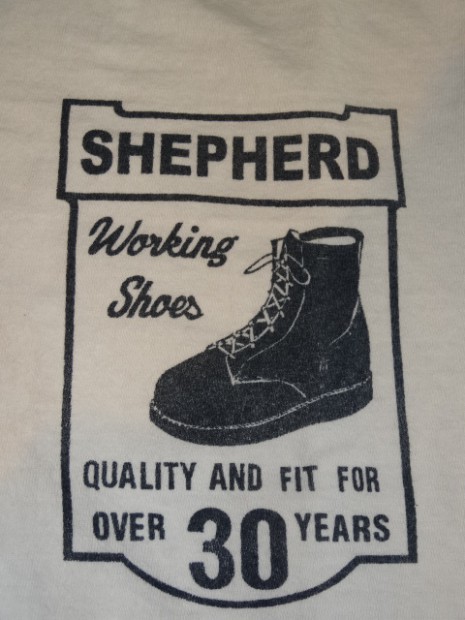 SHEPHERD
Working
Shoes
QUALITY AND FIT FOR
OVER 30 YEARS